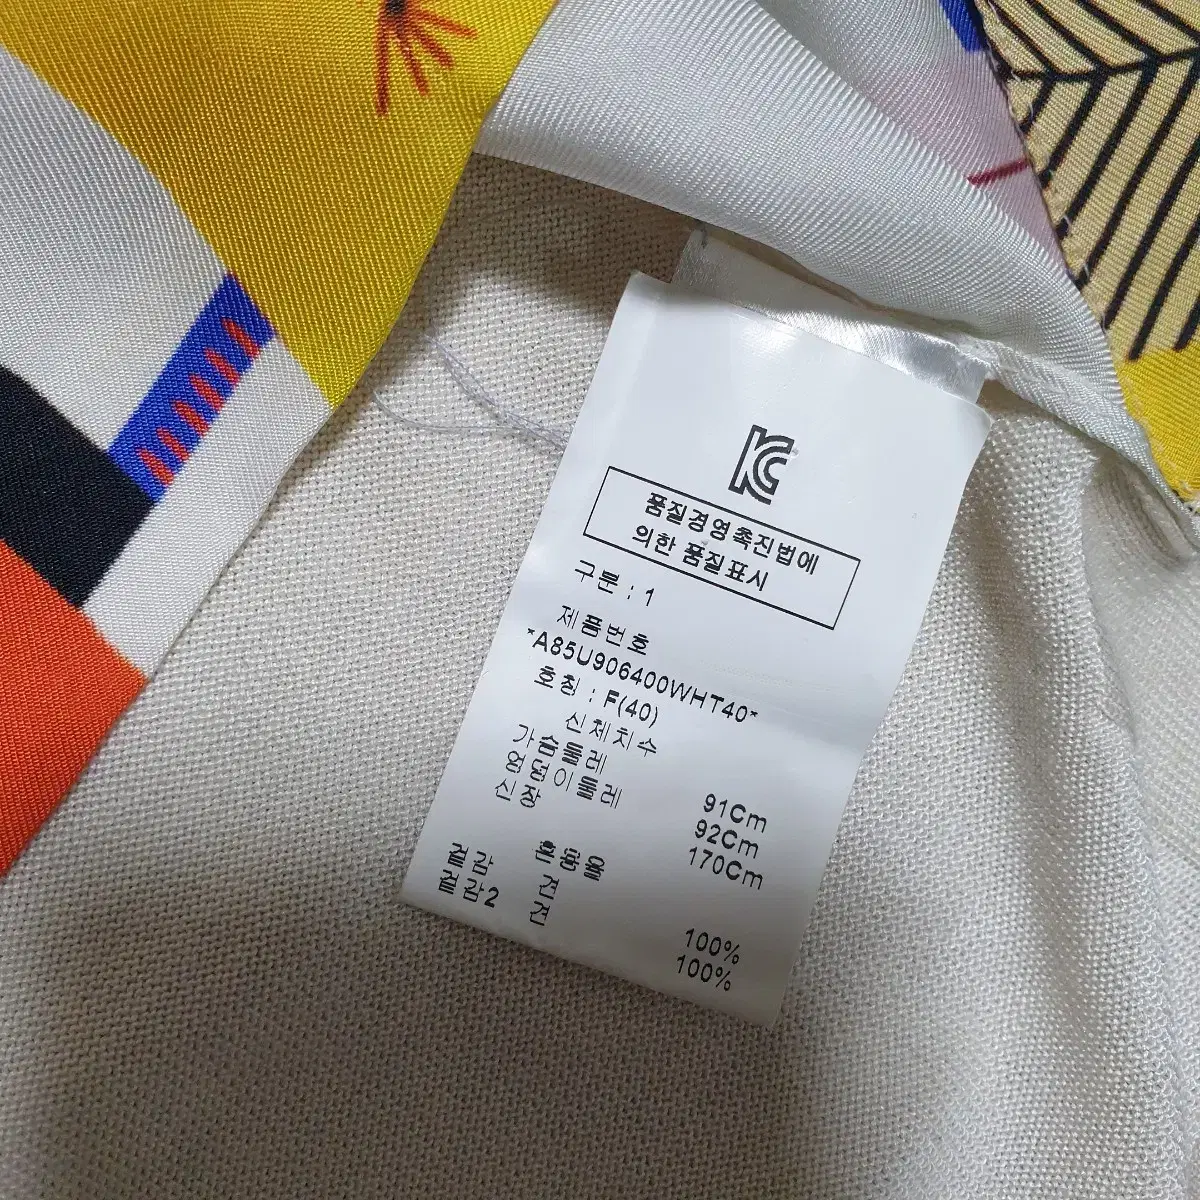 KC
품질경영촉진법에
의한 품질표시
구분 : 1
제품번호
*A85U906400WHT40*
호칭 : F(40)
신체치수
가슴둘레 91Cm
엉덩이둘레 92Cm
신장 170Cm
혼용율
겉감 견 100%
겉감2 견 100%